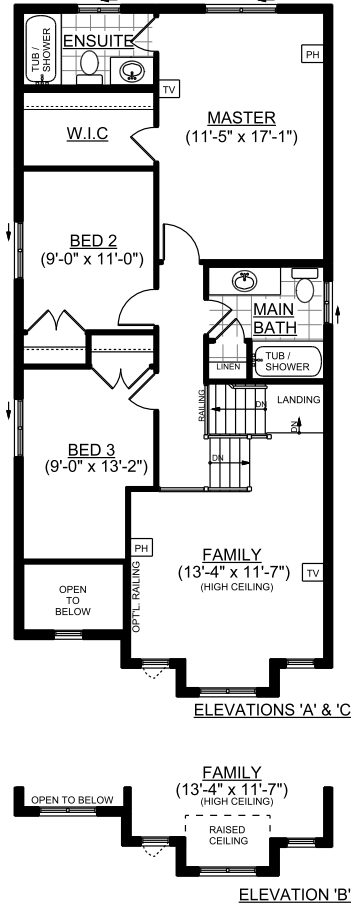 TUB /
SHOWER
ENSUITE
PH
TV
W.I.C
MASTER
(11'-5" x 17'-1")
BED 2
(9'-0" x 11'-0")
MAIN
BATH
LINEN
TUB /
SHOWER
RAILING
DN
LANDING
DN
DN
BED 3
(9'-0" x 13'-2")
PH
OPT'L. RAILING
FAMILY
(13'-4" x 11'-7")
(HIGH CEILING)
TV
OPEN
TO
BELOW
ELEVATIONS 'A' & 'C
FAMILY
(13'-4" x 11'-7")
(HIGH CEILING)
OPEN TO BELOW
RAISED
CEILING
ELEVATION 'B'